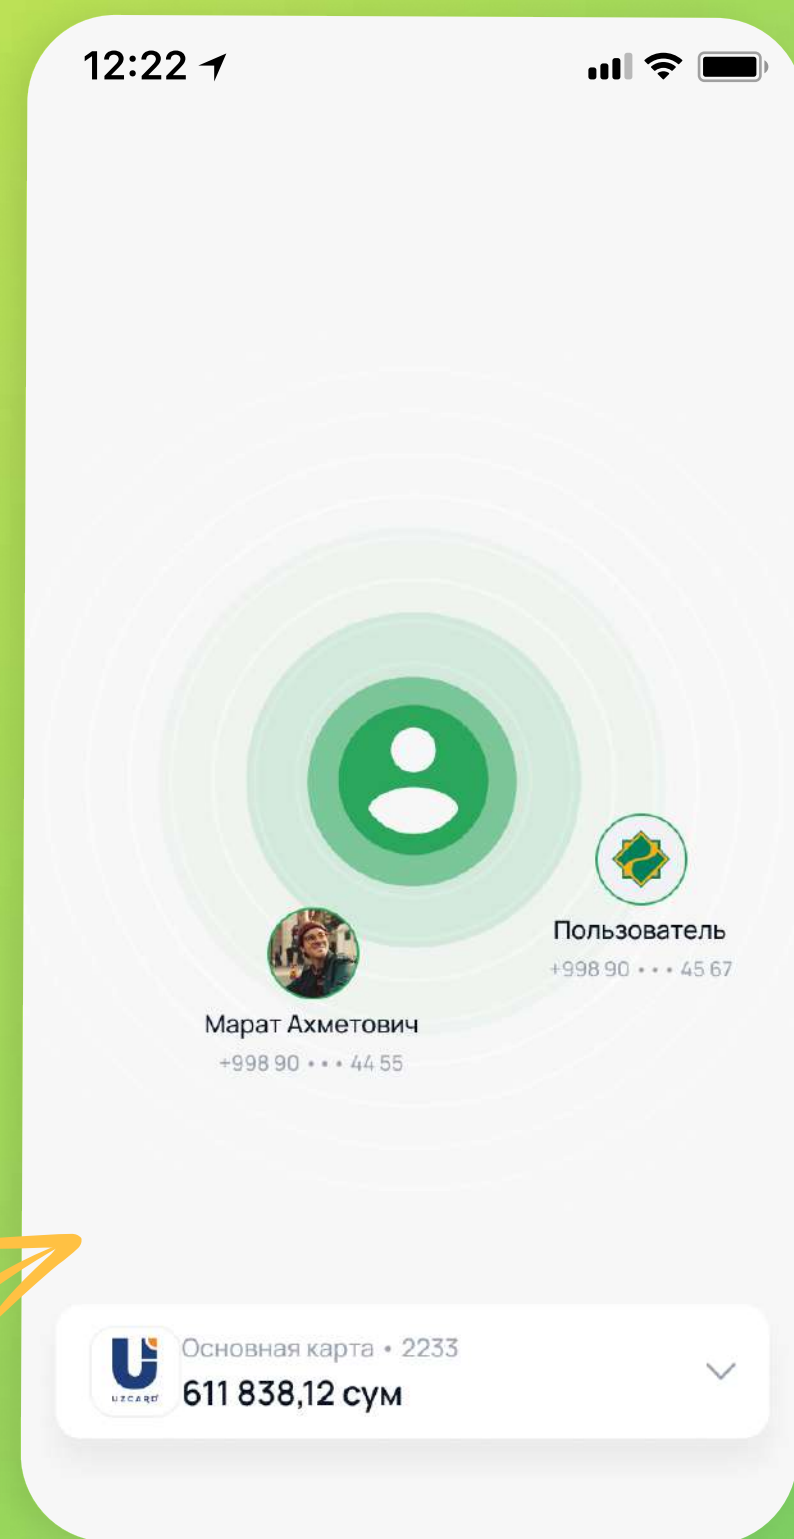 12:22
Пользователь
+998 90 • • • 45 67
Марат Ахметович
+998 90 • • • 44 55
Основная карта • 2233
UZCARD
611 838,12 сум